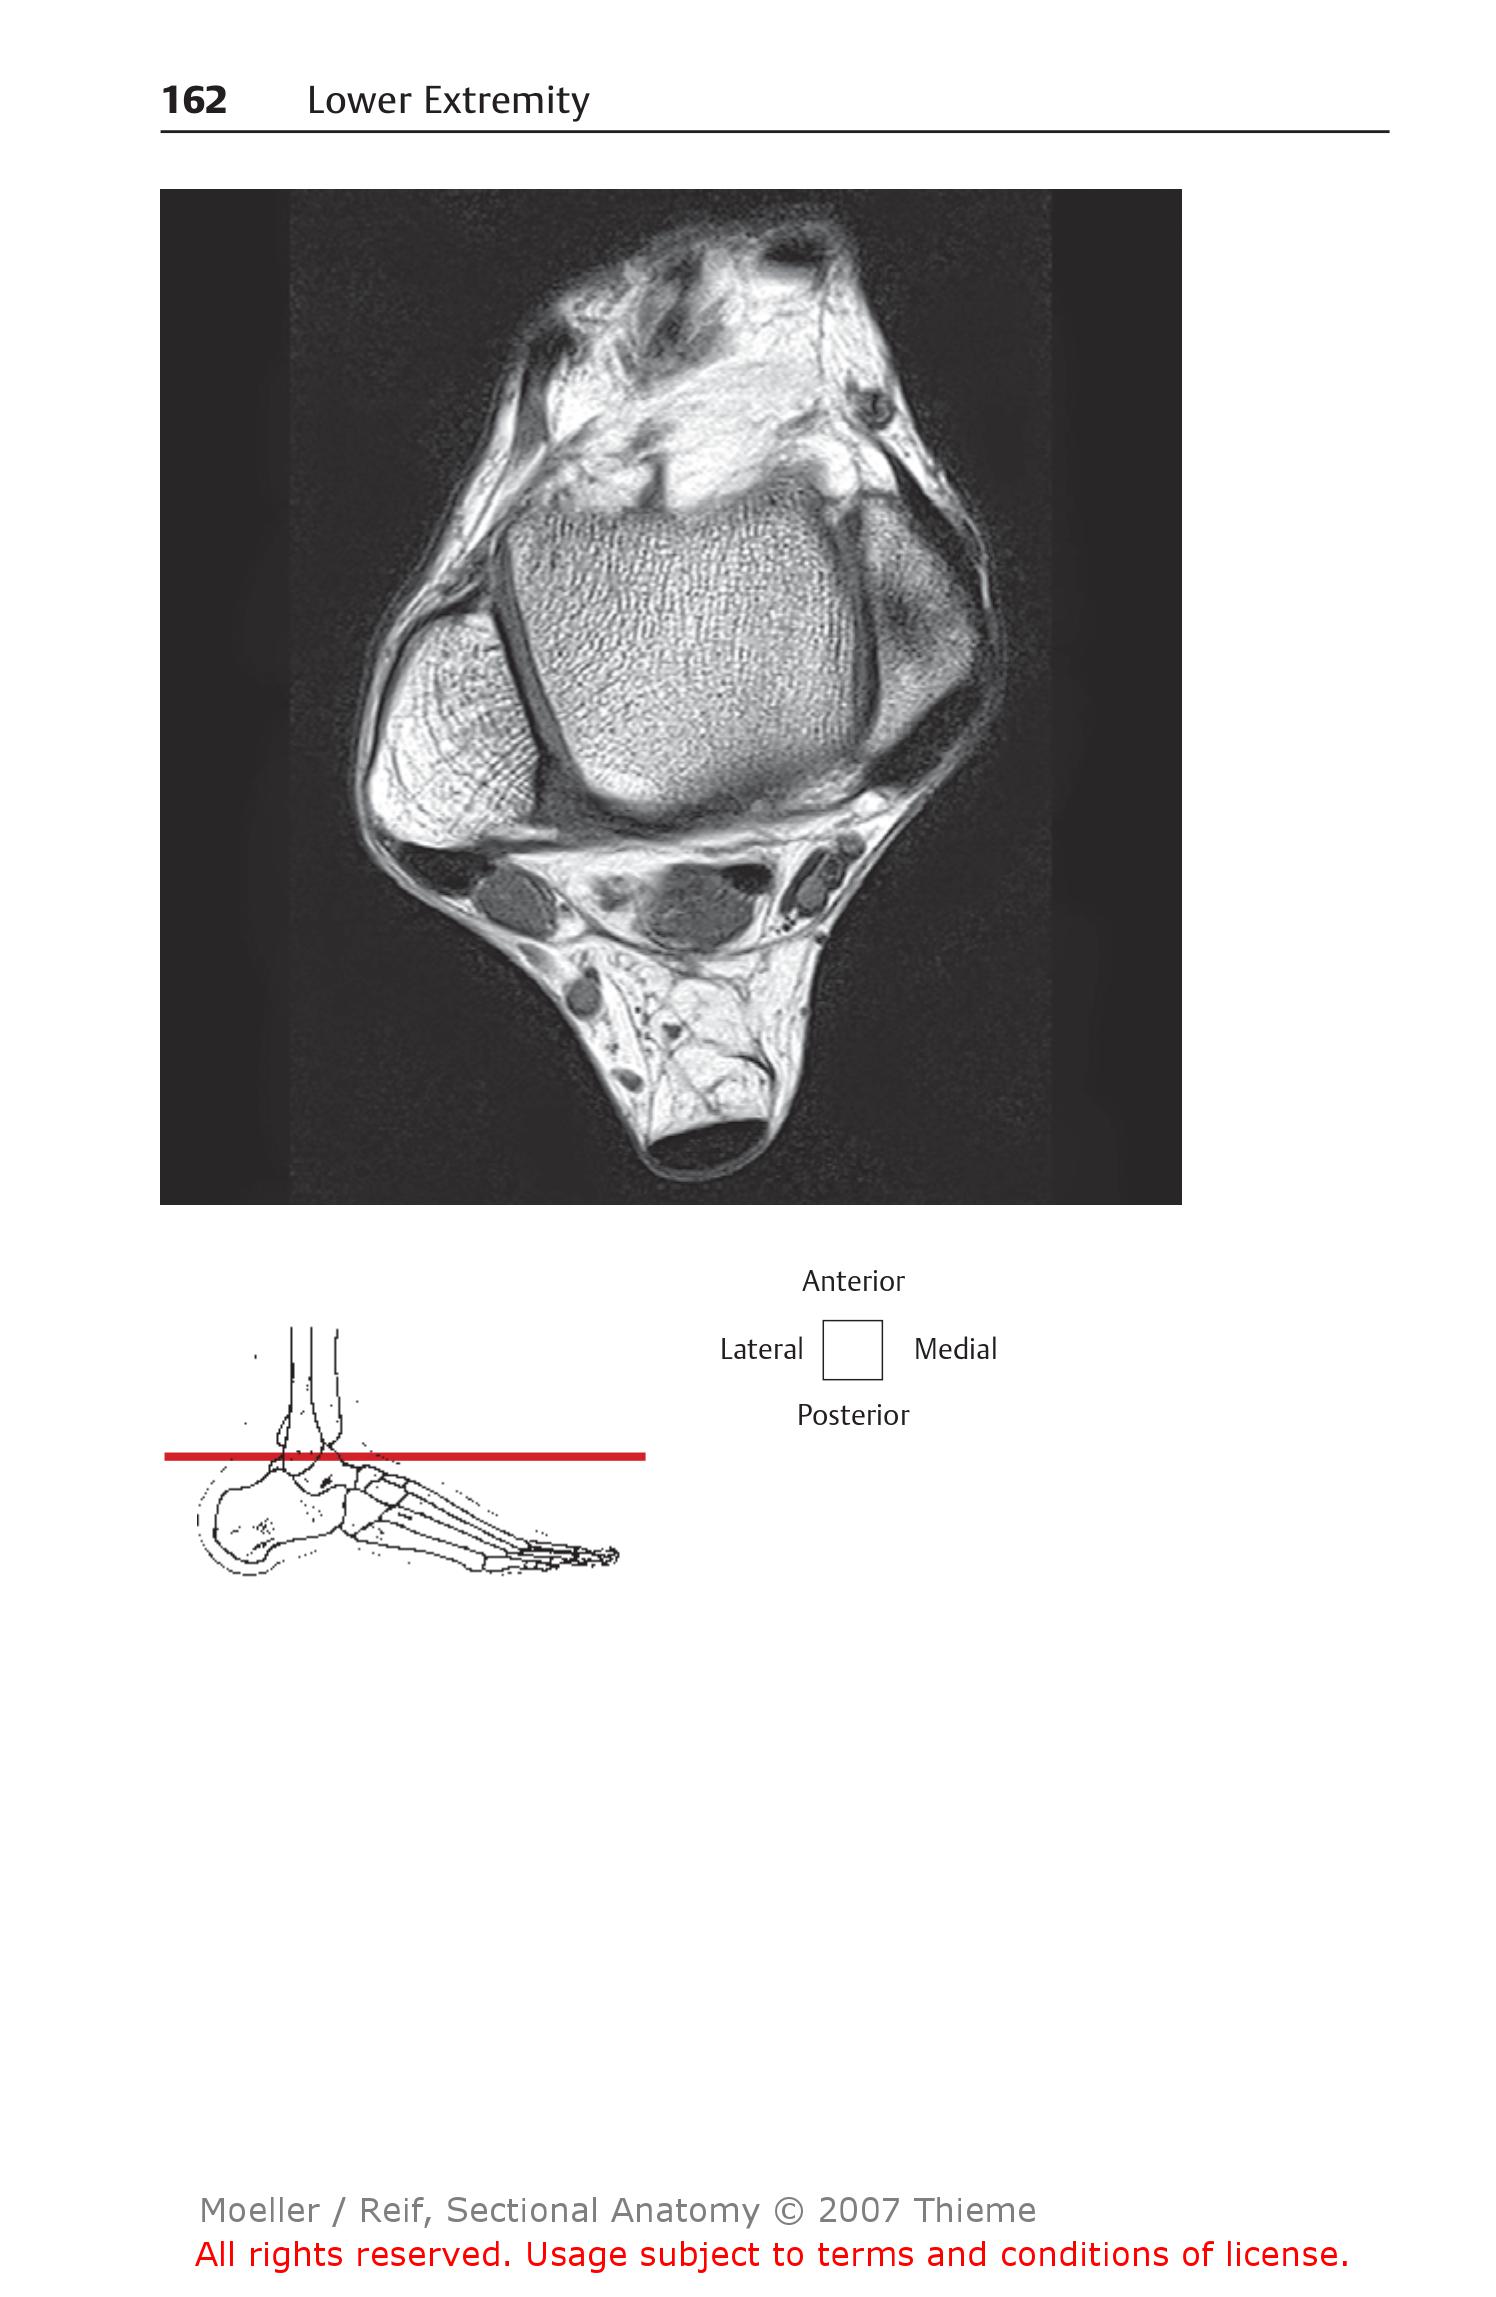 162 Lower Extremity
Anterior
Lateral Medial
Posterior
Moeller / Reif, Sectional Anatomy © 2007 Thieme
All rights reserved. Usage subject to terms and conditions of license.